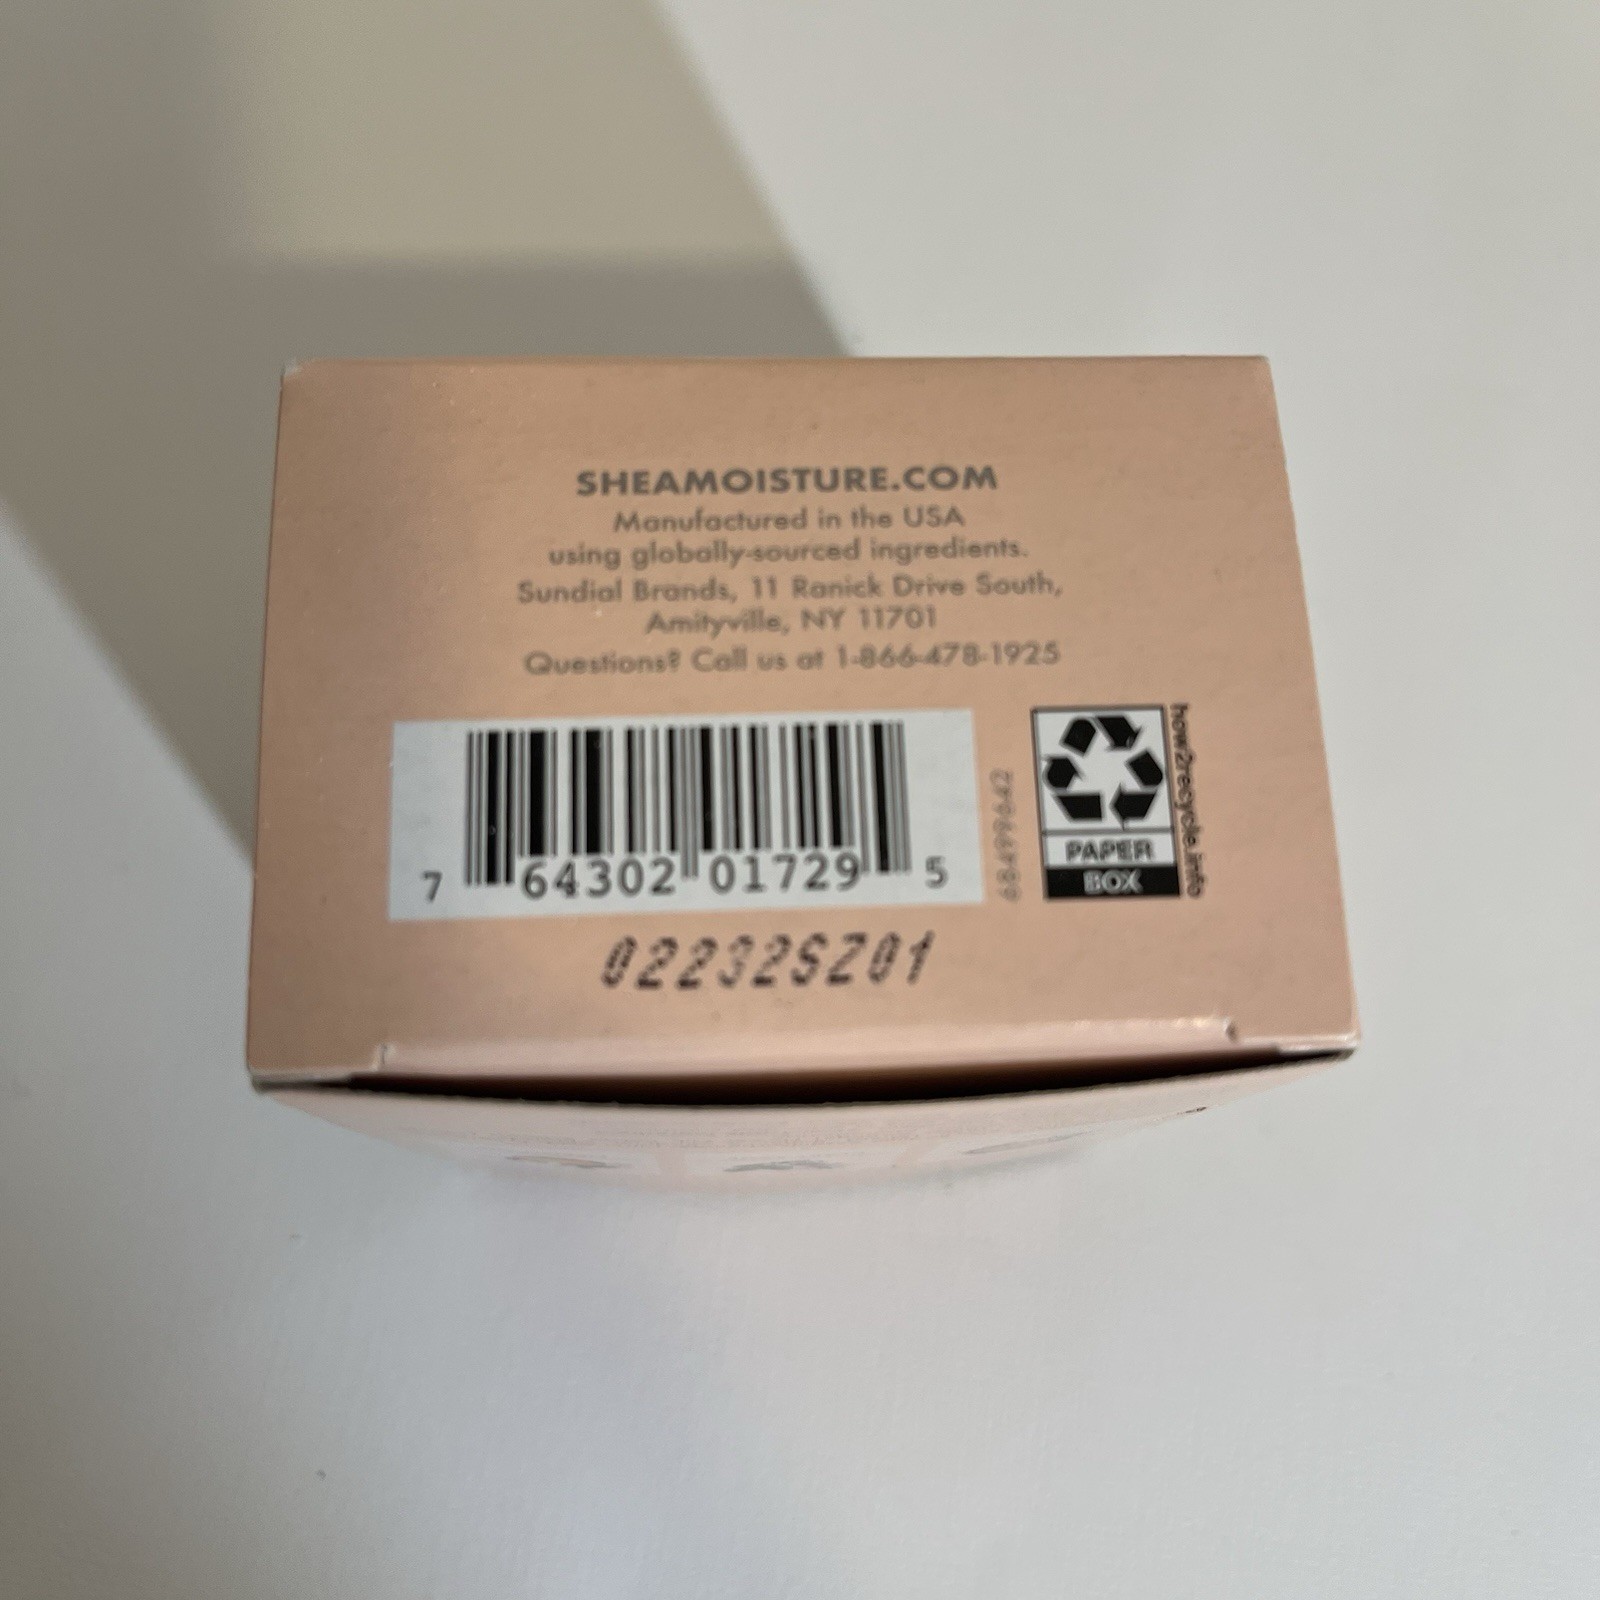 SHEAMOISTURE.COM
Manufactured in the USA
using globally-sourced ingredients.
Sundial Brands, 11 Ranick Drive South,
Amityville, NY 11701
Questions? Call us at 1-866-478-1925
7 64302 01729 5
68499642
PAPER
BOX
how2recycle.info
022325Z01